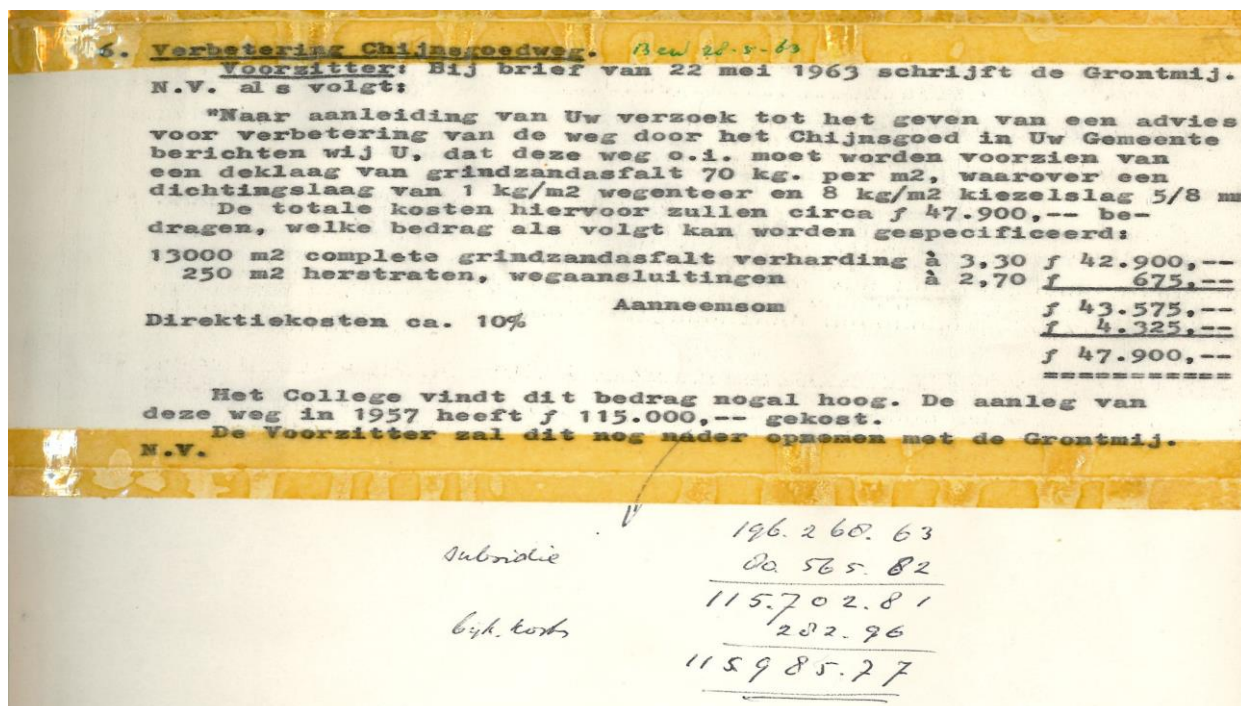 6. Verbetering Chijnsgoedweg. B en W 28-5-63
Voorzitter: Bij brief van 22 mei 1963 schrijft de Grontmij.
N.V. al s volgt:
"Naar aanleiding van Uw verzoek tot het geven van een advies
voor verbetering van de weg door het Chijnsgoed in Uw Gemeente
berichten wij U, dat deze weg o.i. moet worden voorzien van
een deklaag van grindzandasfalt 70 kg. per m2, waarover een
dichtingslaag van 1 kg/m2 wegenteer en 8 kg/m2 kiezelslag 5/8 mm
De totale kosten hiervoor zullen circa ƒ 47.900,-- be-
dragen, welke bedrag als volgt kan worden gespecificeerd:
13000 m2 complete grindzandasfalt verharding à 3,30 ƒ 42.900,--
250 m2 herstraten, wegaansluitingen à 2,70 ƒ 675,--
Aanneemsom ƒ 43.575,--
Direktiekosten ca. 10% ƒ 4.325,--
ƒ 47.900,--
===========
Het College vindt dit bedrag nogal hoog. De aanleg van
deze weg in 1957 heeft ƒ 115.000,-- gekost.
De Voorzitter zal dit nog nader opnemen met de Grontmij.
N.V.
196.268.63
subsidie 80.565.82
115.702.81
bijk. kosten 282.96
115985.77